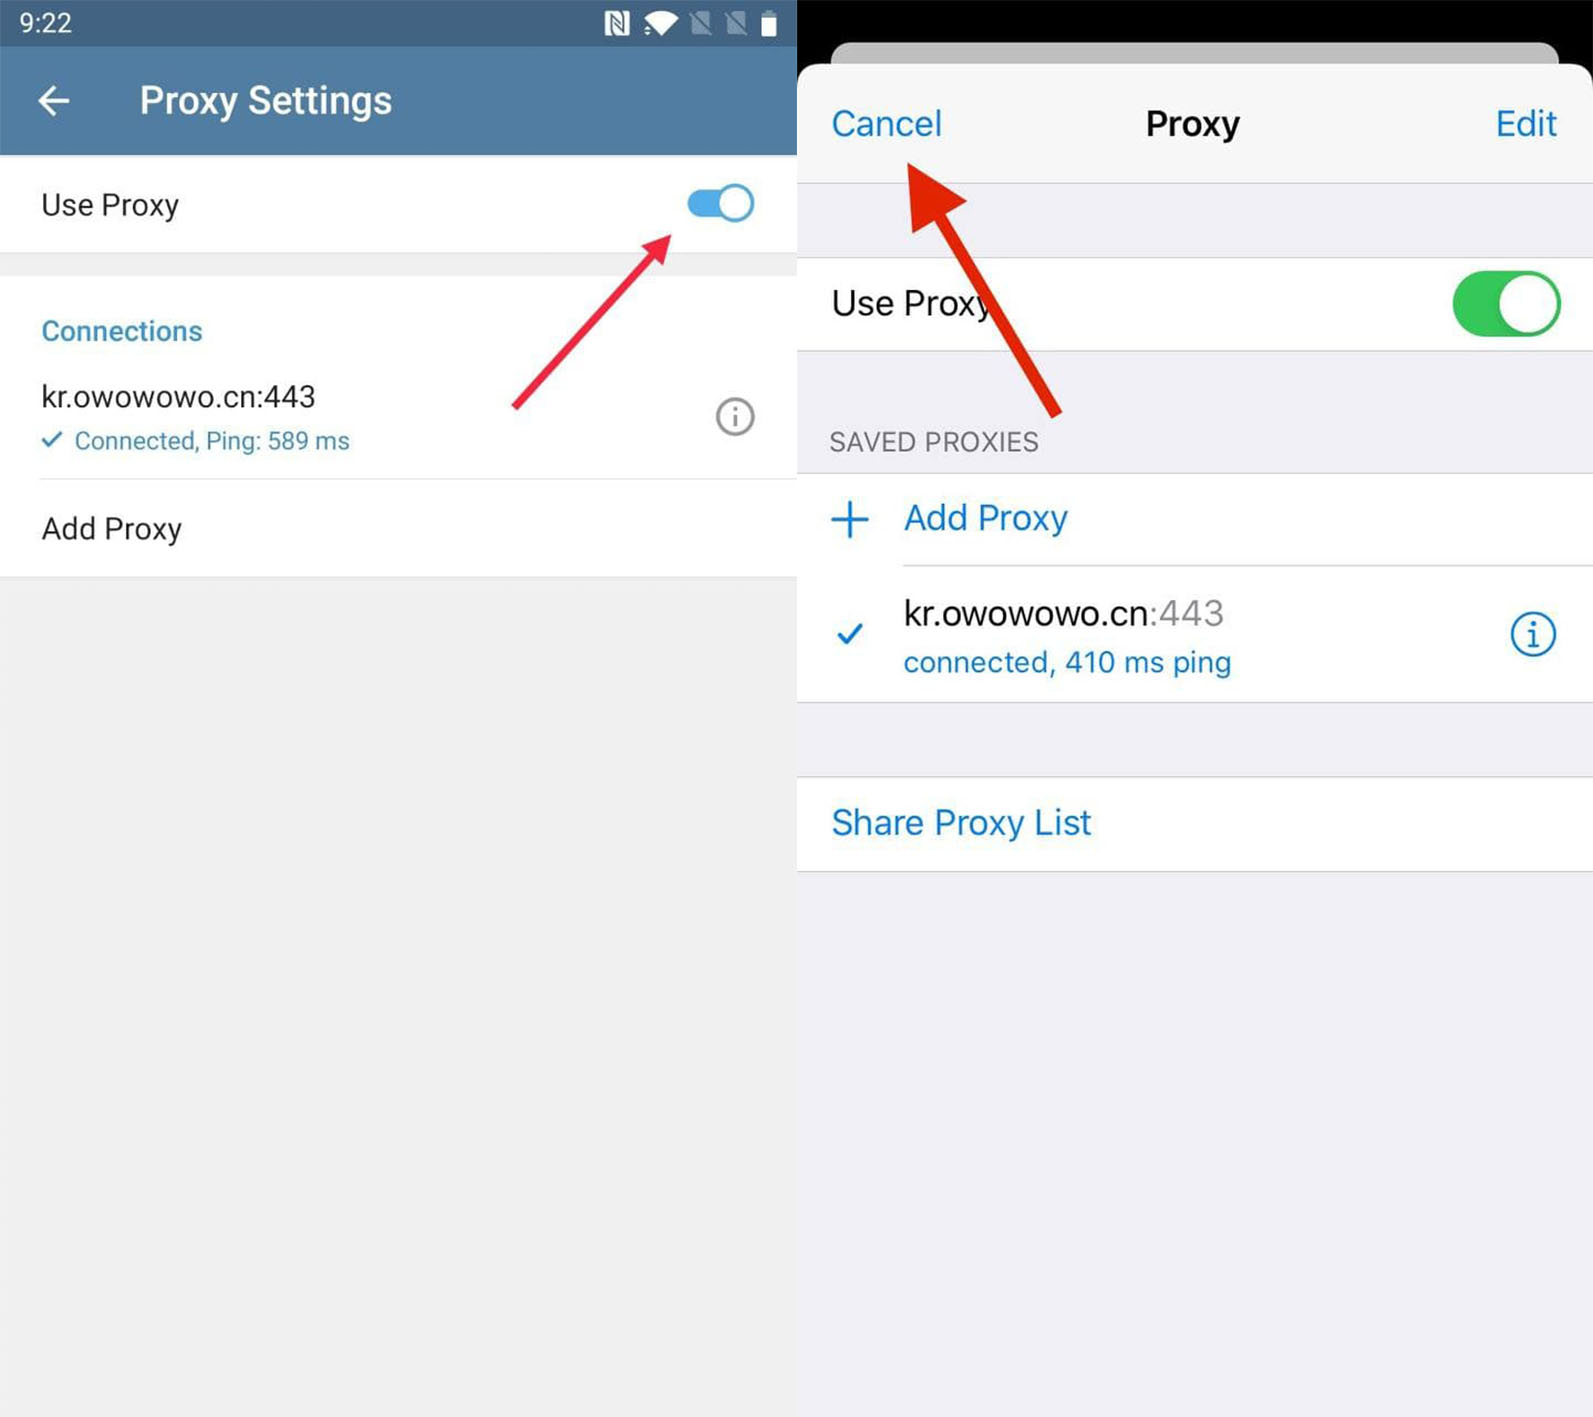 9:22
Proxy Settings
Use Proxy
Connections
kr.owowowo.cn:443
Connected, Ping: 589 ms
Add Proxy
Cancel
Proxy
Edit
Use Proxy
SAVED PROXIES
Add Proxy
kr.owowowo.cn:443
connected, 410 ms ping
Share Proxy List